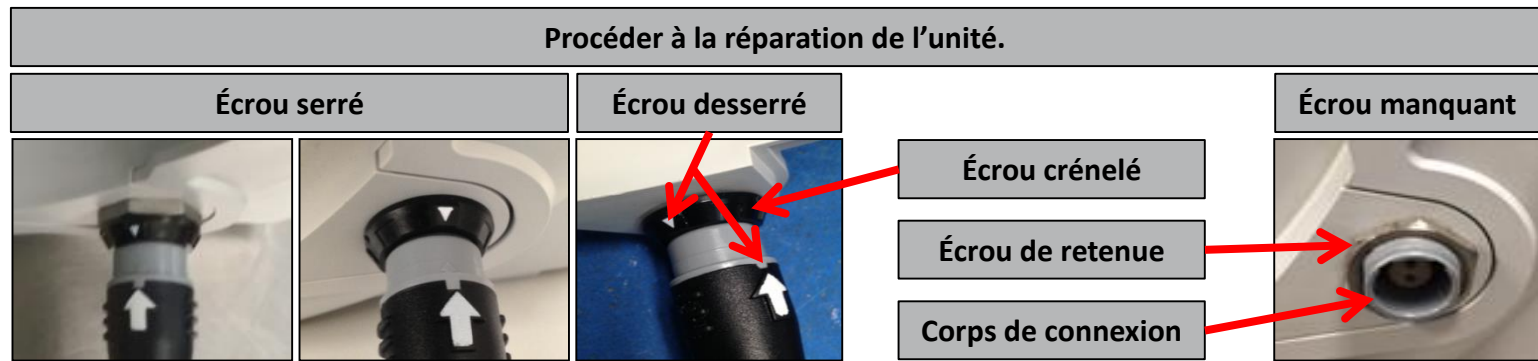 Procéder à la réparation de l’unité.
Écrou serré
Écrou desserré
Écrou manquant
Écrou crénelé
Écrou de retenue
Corps de connexion